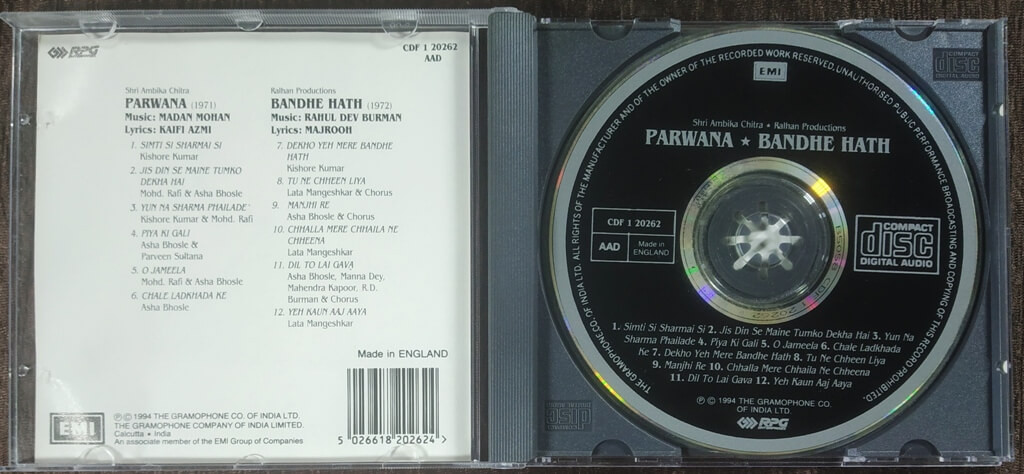 RPG
CDF 1 20262
AAD
Shri Ambika Chitra
PARWANA (1971)
Music: MADAN MOHAN
Lyrics: KAIFI AZMI
1. SIMTI SI SHARMAI SI
Kishore Kumar
2. JIS DIN SE MAINE TUMKO
DEKHA HAI
Mohd. Rafi & Asha Bhosle
3. YUN NA SHARMA PHAILADE
Kishore Kumar & Mohd. Rafi
4. PIYA KI GALI
Asha Bhosle &
Parveen Sultana
5. O JAMEELA
Mohd. Rafi & Asha Bhosle
6. CHALE LADKHADA KE
Asha Bhosle
Ralhan Productions
BANDHE HATH (1972)
Music: RAHUL DEV BURMAN
Lyrics: MAJROOH
7. DEKHO YEH MERE BANDHE
HATH
Kishore Kumar
8. TU NE CHHEEN LIYA
Lata Mangeshkar & Chorus
9. MANJHI RE
Asha Bhosle & Chorus
10. CHHALLA MERE CHHAILA NE
CHHEENA
Lata Mangeshkar
11. DIL TO LAI GAVA
Asha Bhosle, Manna Dey,
Mahendra Kapoor, R.D.
Burman & Chorus
12. YEH KAUN AAJ AAYA
Lata Mangeshkar
Made in ENGLAND
EMI
℗ © 1994 THE GRAMOPHONE CO. OF INDIA LTD.
THE GRAMOPHONE COMPANY OF INDIA LIMITED.
Calcutta • India
An associate member of the EMI Group of Companies
5 026618 202624 >
COMPACT
disc
DIGITAL AUDIO
THE GRAMOPHONE CO. OF INDIA LTD. ALL RIGHTS OF THE MANUFACTURER AND OF THE OWNER OF THE RECORDED WORK RESERVED. UNAUTHORISED PUBLIC PERFORMANCE BROADCASTING AND COPYING OF THIS RECORD PROHIBITED.
EMI
Shri Ambika Chitra • Ralhan Productions
PARWANA ★ BANDHE HATH
CDF 1 20262
AAD
Made in
ENGLAND
COMPACT
disc
DIGITAL AUDIO
1. Simti Si Sharmai Si 2. Jis Din Se Maine Tumko Dekha Hai 3. Yun Na
Sharma Phailade 4. Piya Ki Gali 5. O Jameela 6. Chale Ladkhada
Ke 7. Dekho Yeh Mere Bandhe Hath 8. Tu Ne Chheen Liya
9. Manjhi Re 10. Chhalla Mere Chhaila Ne Chheena
11. Dil To Lai Gava 12. Yeh Kaun Aaj Aaya
℗ © 1994 THE GRAMOPHONE CO.
OF INDIA LTD.
RPG